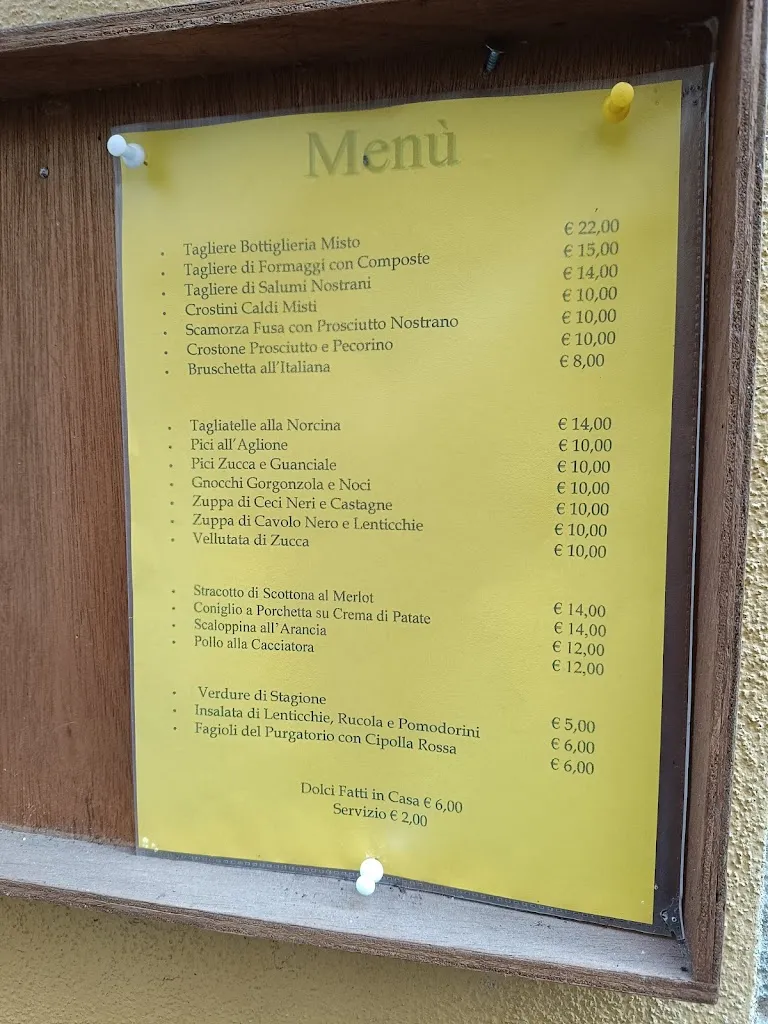 Menù
• Tagliere Bottiglieria Misto € 22,00
• Tagliere di Formaggi con Composte € 15,00
• Tagliere di Salumi Nostrani € 14,00
• Crostini Caldi Misti € 10,00
• Scamorza Fusa con Prosciutto Nostrano € 10,00
• Crostone Prosciutto e Pecorino € 10,00
• Bruschetta all'Italiana € 8,00
• Tagliatelle alla Norcina € 14,00
• Pici all'Aglione € 10,00
• Pici Zucca e Guanciale € 10,00
• Gnocchi Gorgonzola e Noci € 10,00
• Zuppa di Ceci Neri e Castagne € 10,00
• Zuppa di Cavolo Nero e Lenticchie € 10,00
• Vellutata di Zucca € 10,00
• Stracotto di Scottona al Merlot € 14,00
• Coniglio a Porchetta su Crema di Patate € 14,00
• Scaloppina all'Arancia € 12,00
• Pollo alla Cacciatora € 12,00
• Verdure di Stagione € 5,00
• Insalata di Lenticchie, Rucola e Pomodorini € 6,00
• Fagioli del Purgatorio con Cipolla Rossa € 6,00
Dolci Fatti in Casa € 6,00
Servizio € 2,00